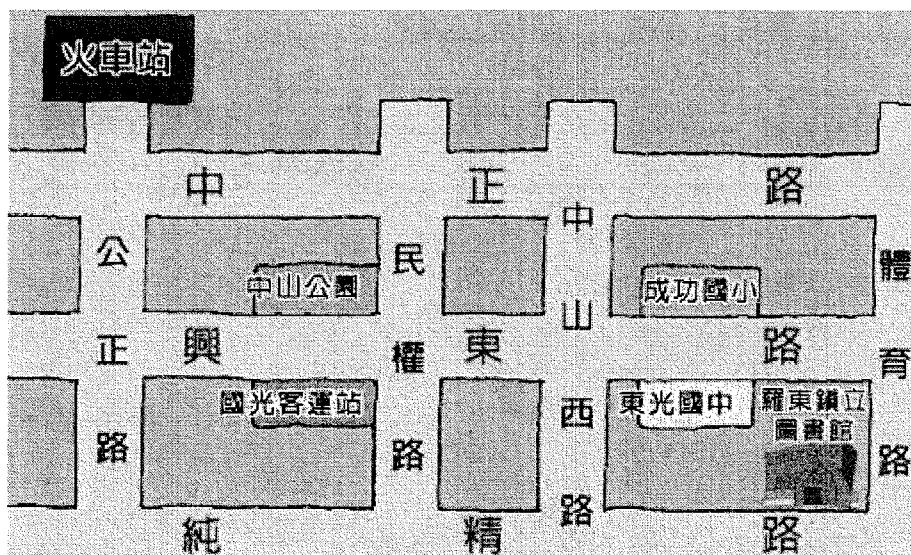 火車站
中正路
公正路
民權路
中山西路
體育路
中山公園
成功國小
興東路
國光客運站
東光國中
羅東鎮立
圖書館
純精路